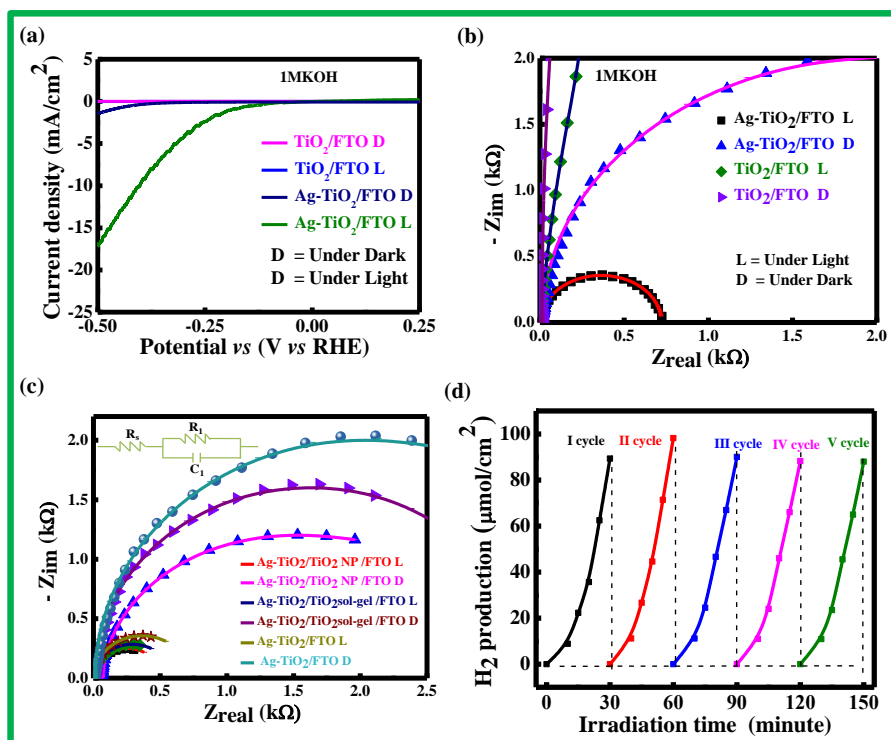 (a)
5
0
-5
-10
-15
-20
-25
-0.50
-0.25
0.00
0.25
Current density (mA/cm2)
Potential vs (V vs RHE)
1MKOH
TiO2/FTO D
TiO2/FTO L
Ag-TiO2/FTO D
Ag-TiO2/FTO L
D = Under Dark
D = Under Light
(b)
2.0
1.5
1.0
0.5
0.0
0.0
0.5
1.0
1.5
2.0
- Zim (kΩ)
Zreal (kΩ)
1MKOH
Ag-TiO2/FTO L
Ag-TiO2/FTO D
TiO2/FTO L
TiO2/FTO D
L = Under Light
D = Under Dark
(c)
2.0
1.5
1.0
0.5
0.0
0.0
0.5
1.0
1.5
2.0
2.5
- Zim (kΩ)
Zreal (kΩ)
Rs
R1
C1
Ag-TiO2/TiO2 NP /FTO L
Ag-TiO2/TiO2 NP /FTO D
Ag-TiO2/TiO2sol-gel /FTO L
Ag-TiO2/TiO2sol-gel /FTO D
Ag-TiO2/FTO L
Ag-TiO2/FTO D
(d)
100
80
60
40
20
0
0
30
60
90
120
150
H2 production (μmol/cm2)
Irradiation time (minute)
I cycle
II cycle
III cycle
IV cycle
V cycle